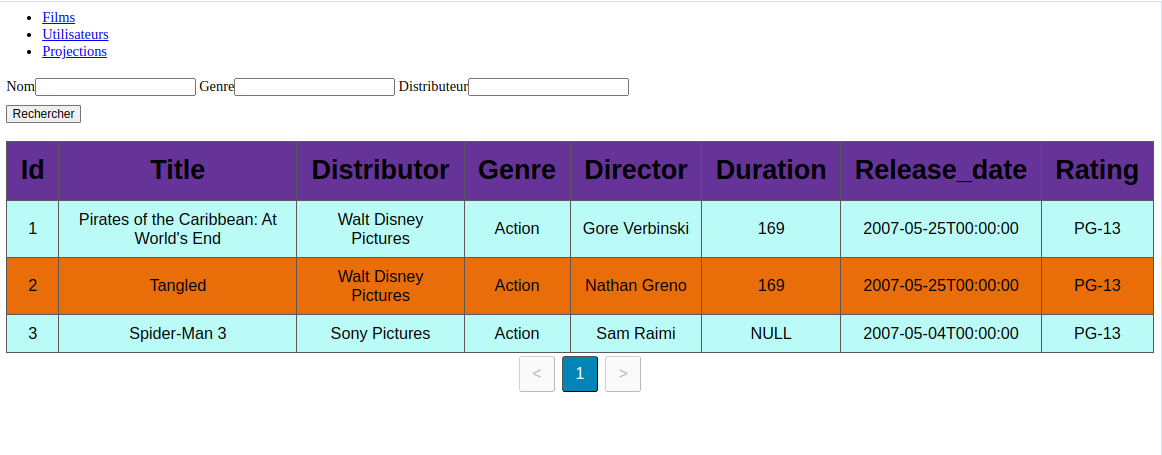 Films
Utilisateurs
Projections
Nom Genre Distributeur
Rechercher
Id Title Distributor Genre Director Duration Release_date Rating
1 Pirates of the Caribbean: At World's End Walt Disney Pictures Action Gore Verbinski 169 2007-05-25T00:00:00 PG-13
2 Tangled Walt Disney Pictures Action Nathan Greno 169 2007-05-25T00:00:00 PG-13
3 Spider-Man 3 Sony Pictures Action Sam Raimi NULL 2007-05-04T00:00:00 PG-13
< 1 >